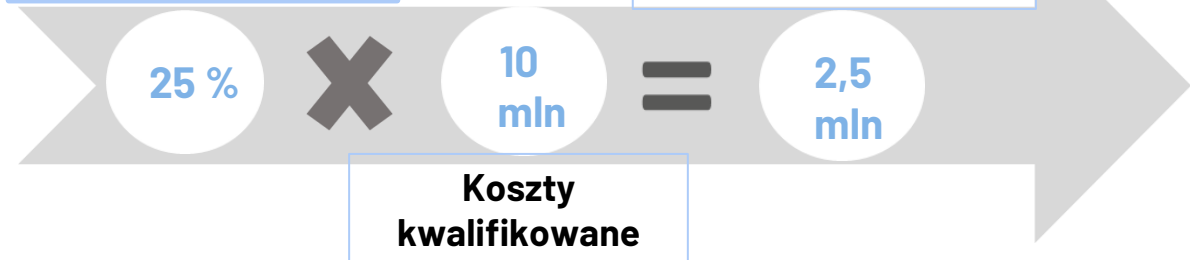 25 %
10
mln
=
2,5
mln
Koszty
kwalifikowane